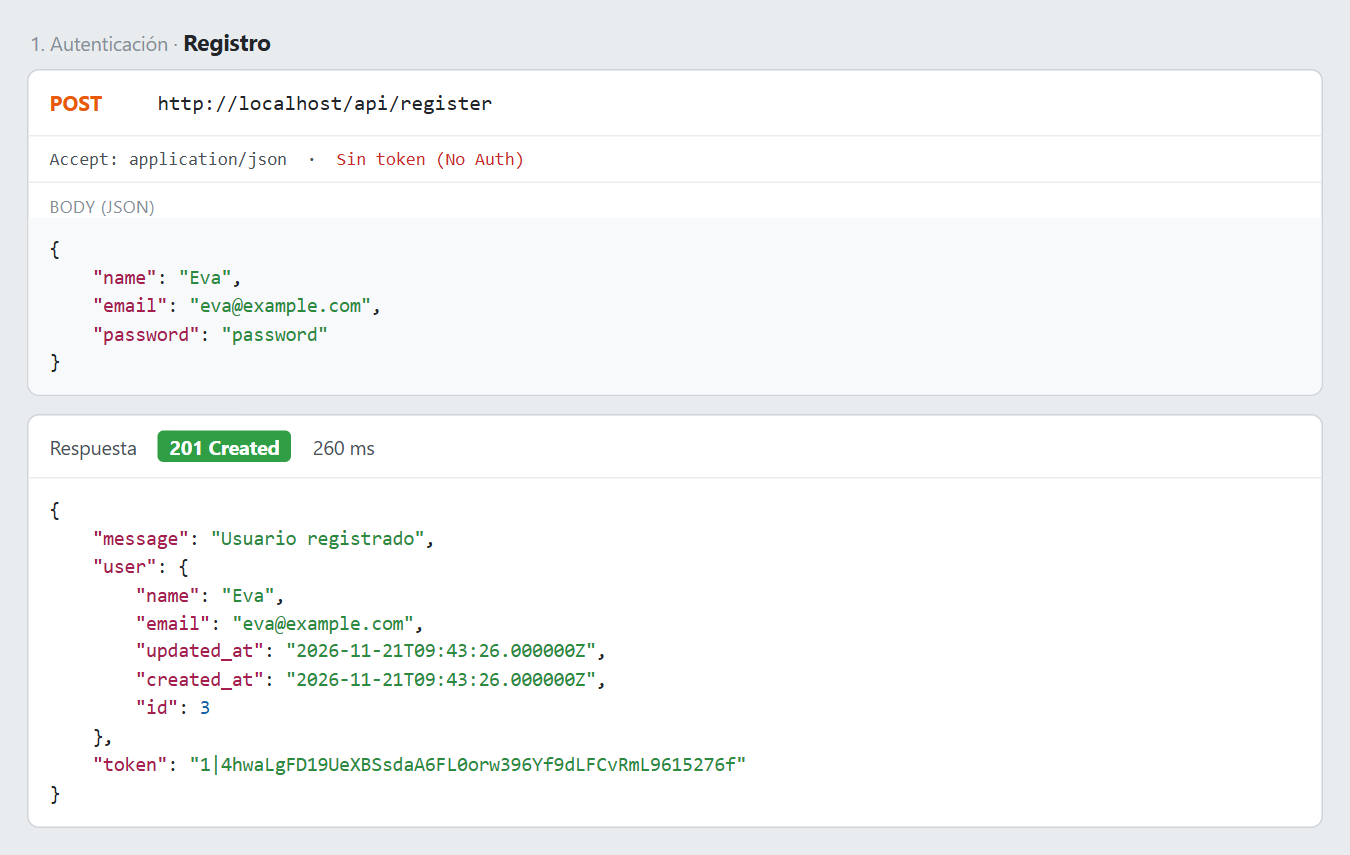 1. Autenticación · Registro
POST http://localhost/api/register
Accept: application/json · Sin token (No Auth)
BODY (JSON)
{
    "name": "Eva",
    "email": "eva@example.com",
    "password": "password"
}
Respuesta 201 Created 260 ms
{
    "message": "Usuario registrado",
    "user": {
        "name": "Eva",
        "email": "eva@example.com",
        "updated_at": "2026-11-21T09:43:26.000000Z",
        "created_at": "2026-11-21T09:43:26.000000Z",
        "id": 3
    },
    "token": "1|4hwaLgFD19UeXBSsdaA6FL0orw396Yf9dLFCvRmL9615276f"
}